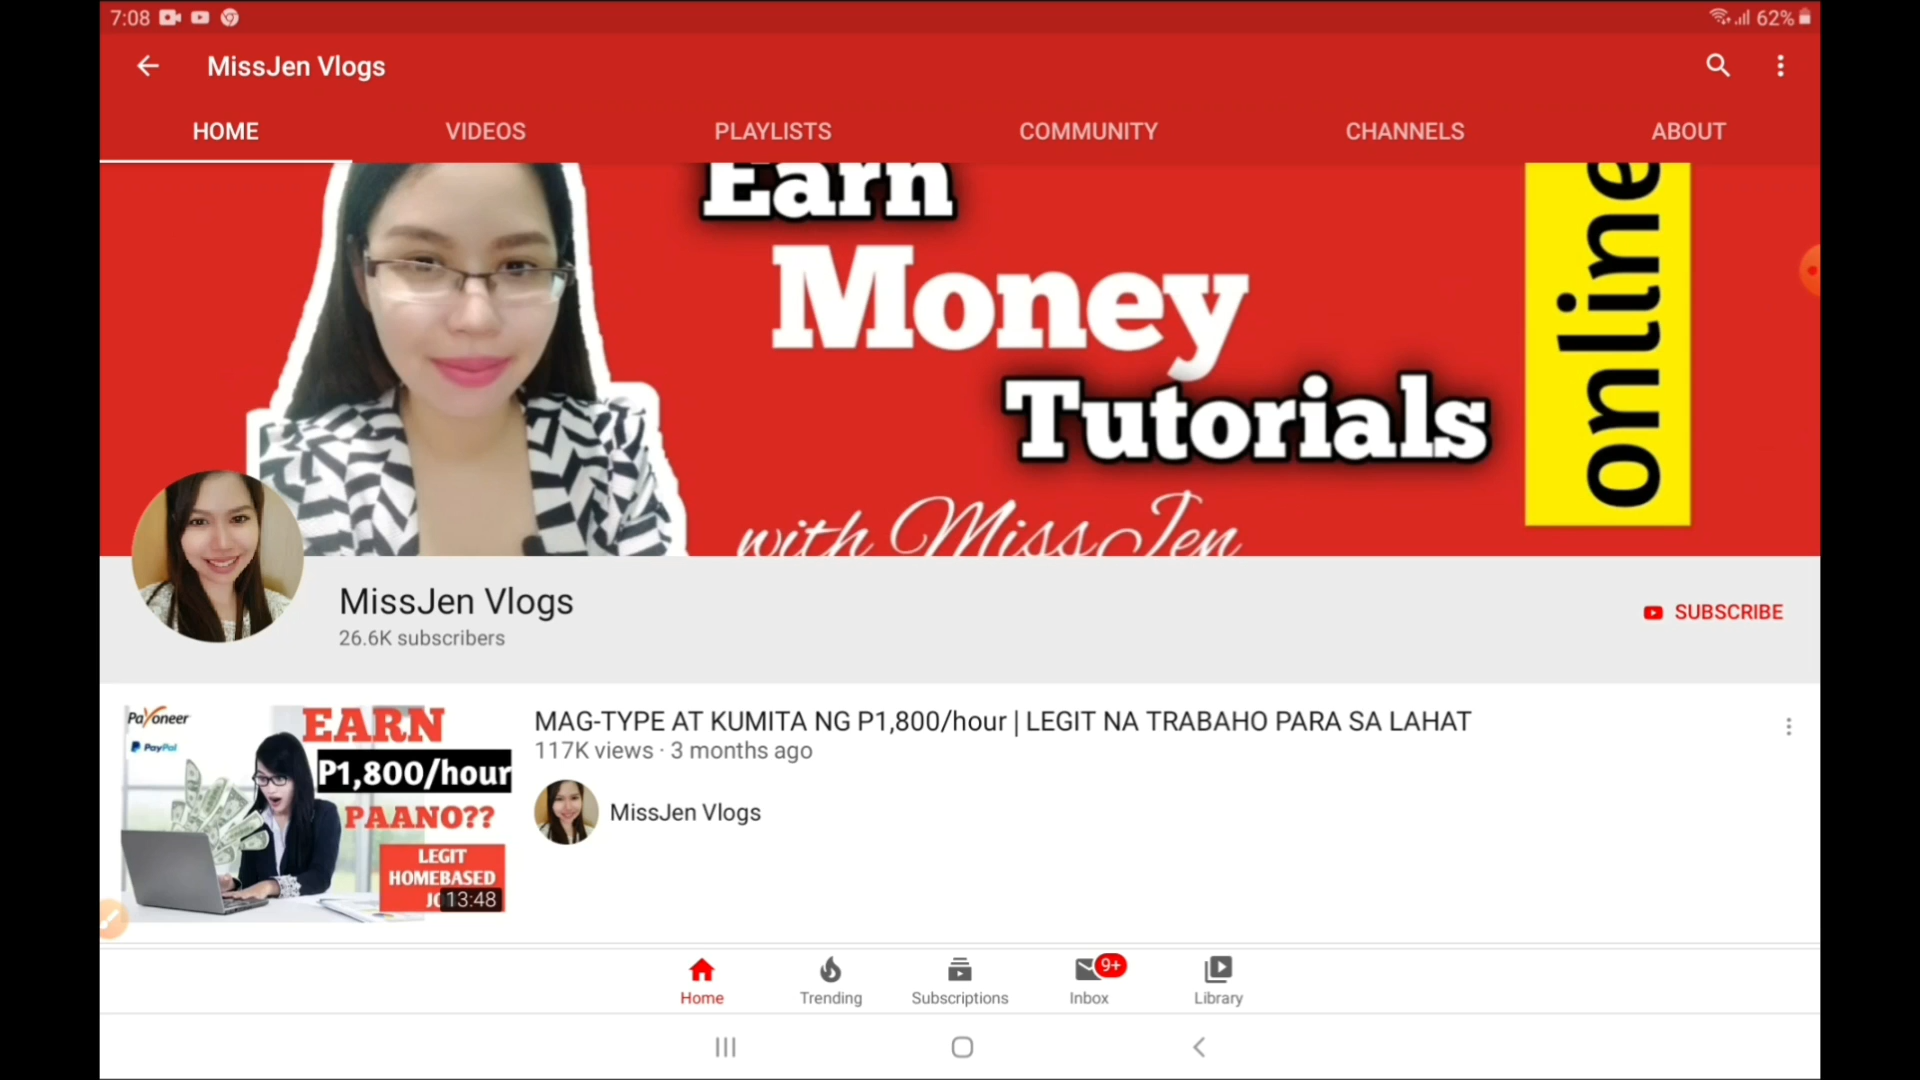 7:08
62%
MissJen Vlogs
HOME VIDEOS PLAYLISTS COMMUNITY CHANNELS ABOUT
Earn
Money
Tutorials
with MissJen
online
MissJen Vlogs
26.6K subscribers
SUBSCRIBE
Payoneer
PayPal
EARN
P1,800/hour
PAANO??
LEGIT
HOMEBASED
13:48
MAG-TYPE AT KUMITA NG P1,800/hour | LEGIT NA TRABAHO PARA SA LAHAT
117K views · 3 months ago
MissJen Vlogs
9+
Home Trending Subscriptions Inbox Library